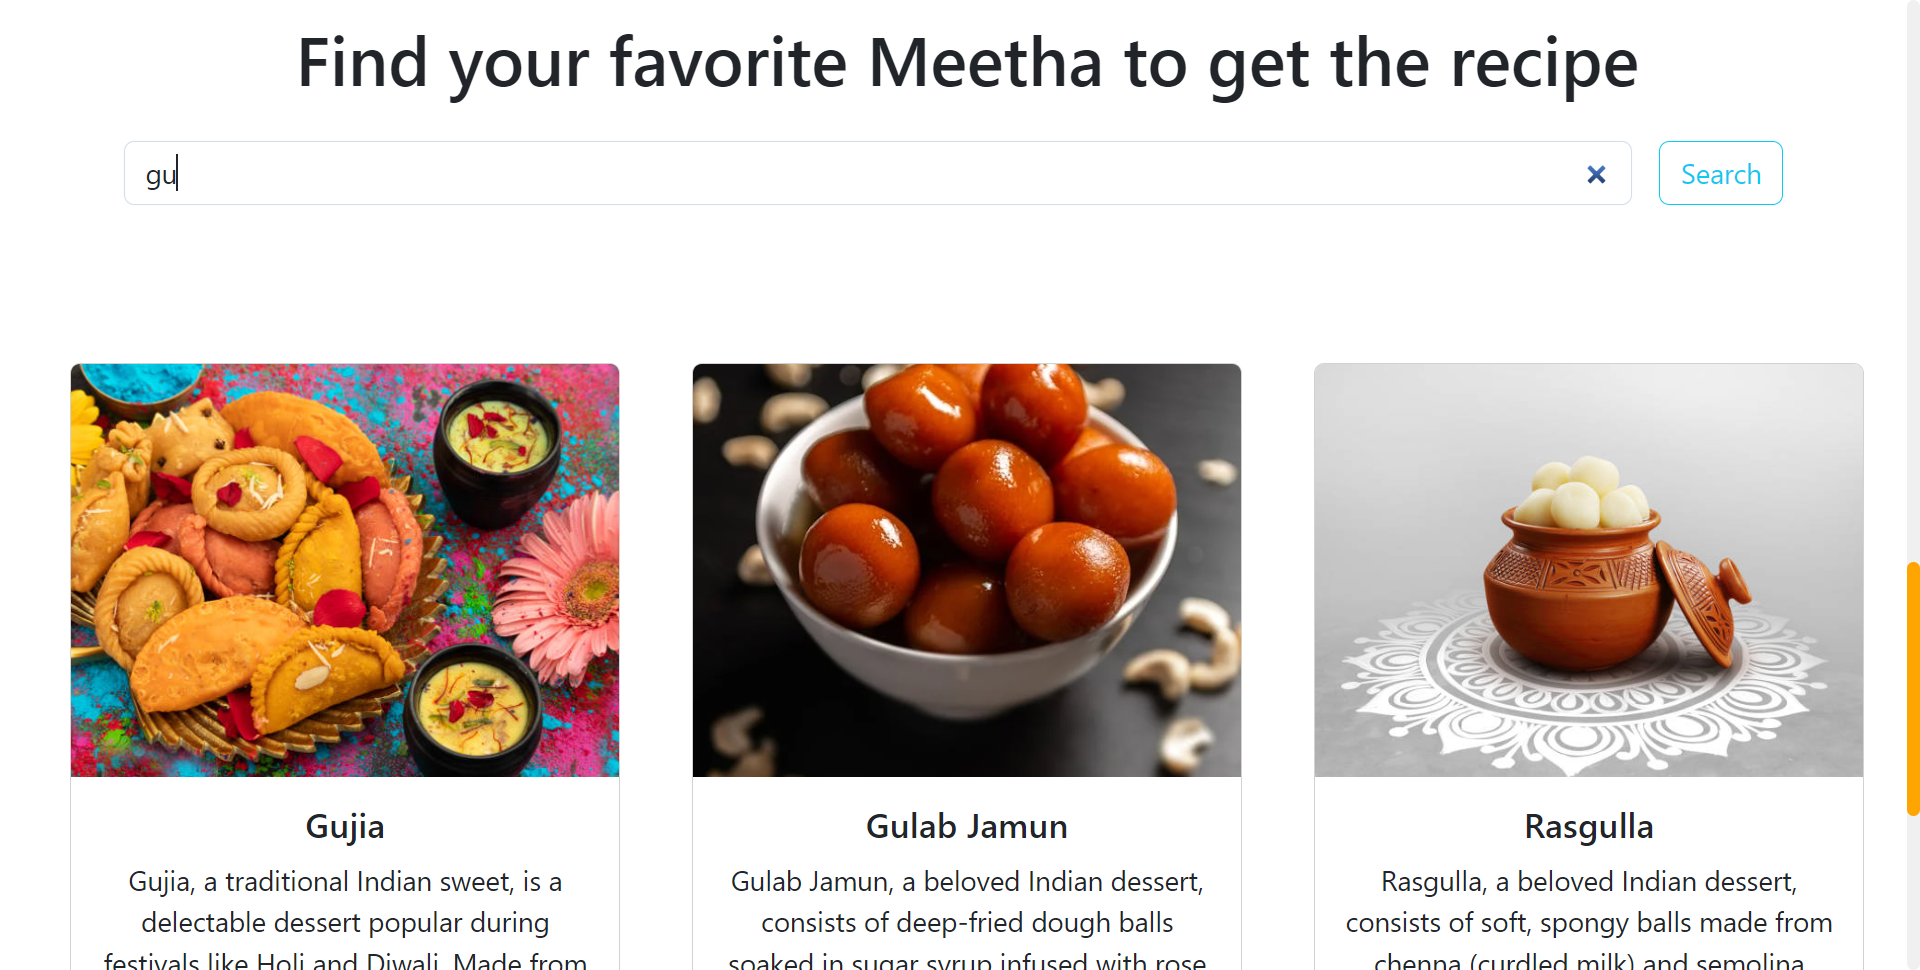 Find your favorite Meetha to get the recipe
gu
Search
Gujia
Gujia, a traditional Indian sweet, is a
delectable dessert popular during
festivals like Holi and Diwali. Made from
Gulab Jamun
Gulab Jamun, a beloved Indian dessert,
consists of deep-fried dough balls
soaked in sugar syrup infused with rose
Rasgulla
Rasgulla, a beloved Indian dessert,
consists of soft, spongy balls made from
chenna (curdled milk) and semolina